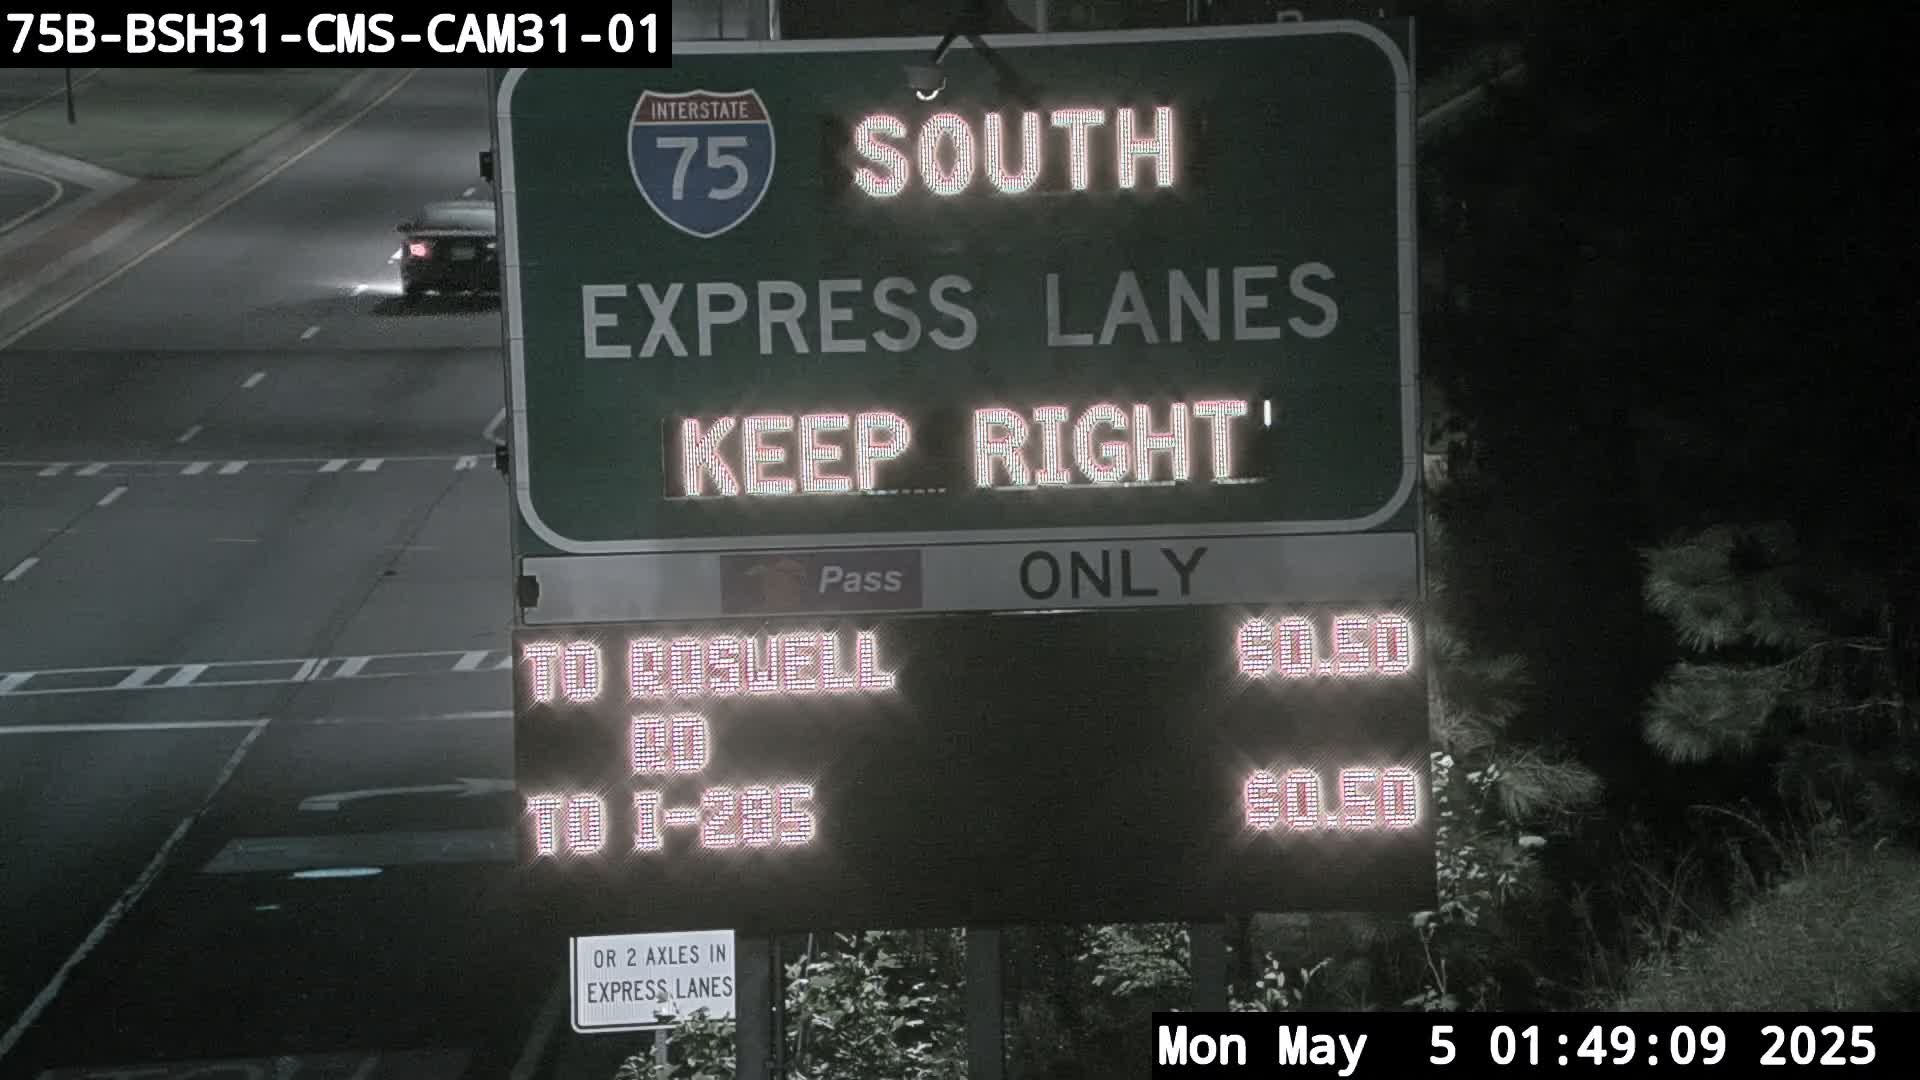 75B-BSH31-CMS-CAM31-01
INTERSTATE
75
SOUTH
EXPRESS LANES
KEEP RIGHT
Pass ONLY
TO ROSWELL $0.50
RD
TO I-285 $0.50
OR 2 AXLES IN
EXPRESS LANES
Mon May 5 01:49:09 2025